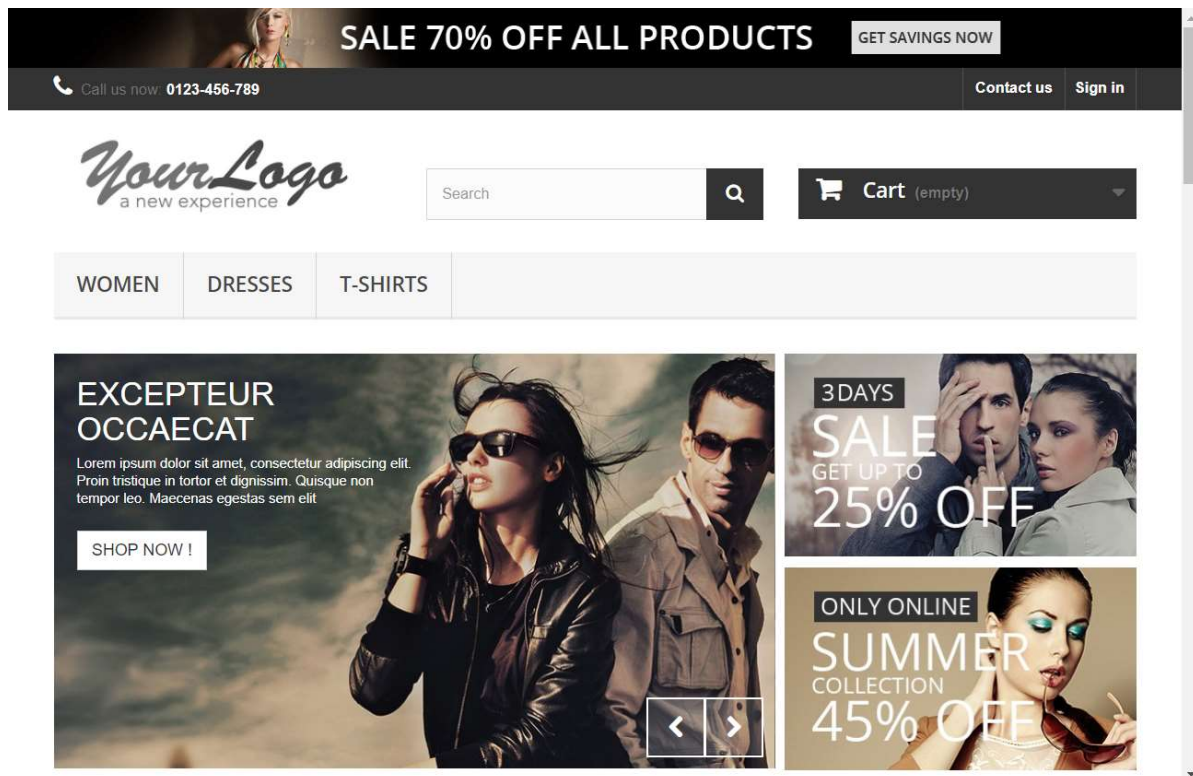 SALE 70% OFF ALL PRODUCTS GET SAVINGS NOW
Call us now: 0123-456-789 Contact us Sign in
YourLogo
a new experience
Search
Cart (empty)
WOMEN DRESSES T-SHIRTS
EXCEPTEUR
OCCAECAT
Lorem ipsum dolor sit amet, consectetur adipiscing elit.
Proin tristique in tortor et dignissim. Quisque non
tempor leo. Maecenas egestas sem elit
SHOP NOW !
3DAYS
SALE
GET UP TO
25% OFF
ONLY ONLINE
SUMMER
COLLECTION
45% OFF